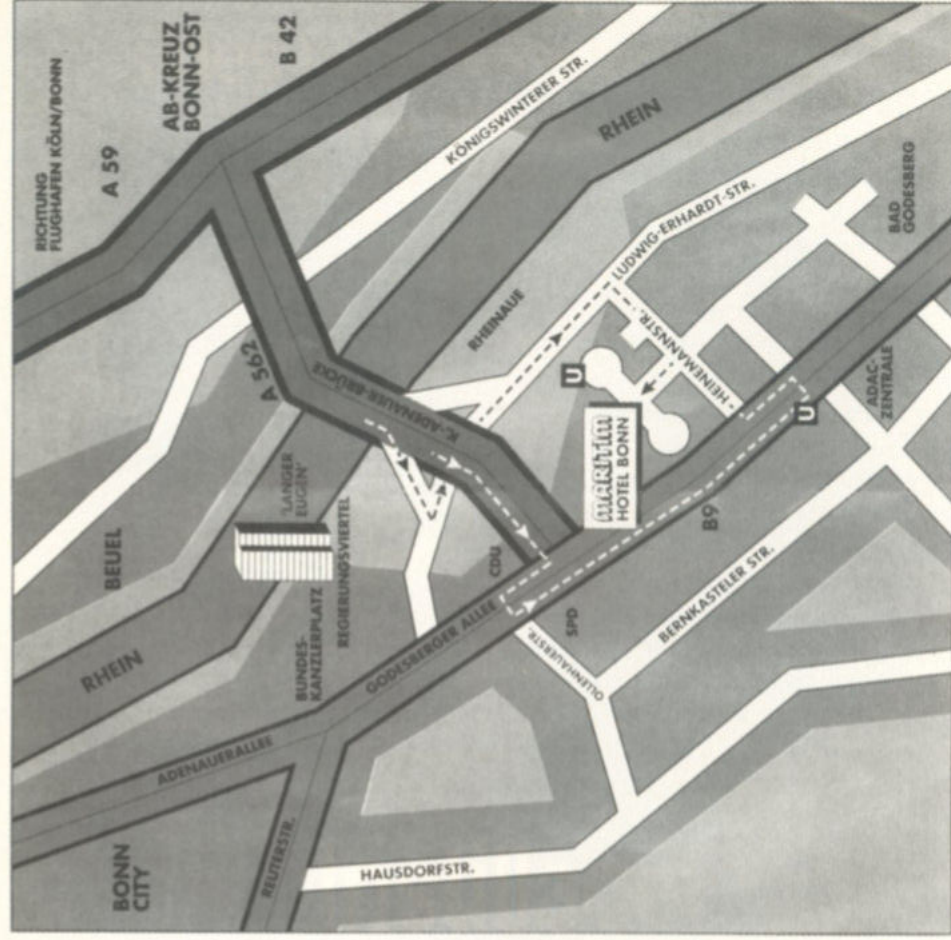 RICHTUNG
FLUGHAFEN KÖLN/BONN
A 59
AB-KREUZ
BONN-OST
B 42
KÖNIGSWINTERER STR.
RHEIN
LUDWIG-ERHARDT-STR.
BAD
GODESBERG
RHEINAUE
A 562
K.-ADENAUER-BRÜCKE
HEINEMANNSTR.
U
MARITIM
HOTEL BONN
U
ADAC-
ZENTRALE
B9
BEUEL
"LANGER
EUGEN"
BUNDES-
KANZLERPLATZ
REGIERUNGSVIERTEL
CDU
SPD
GODESBERGER ALLEE
OLLENHAUERSTR.
BERNKASTELER STR.
RHEIN
ADENAUERALLEE
BONN
CITY
REUTERSTR.
HAUSDORFSTR.